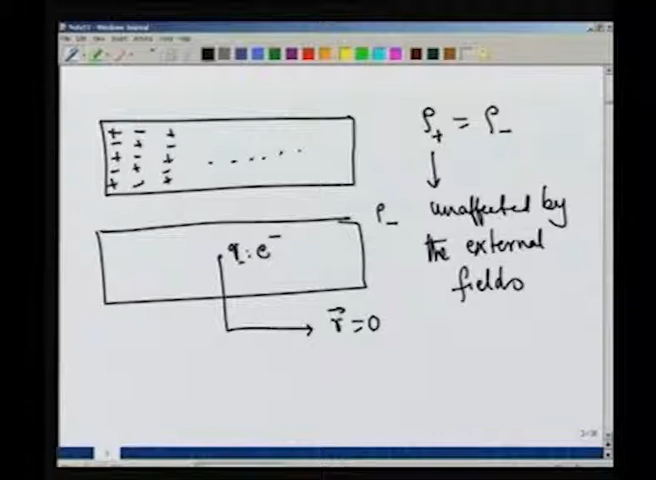 + - +
- + -
+ - +
- + -
+ - +
. . . . . .
ρ₊ = ρ₋
unaffected by
the external
fields
ρ₋
q : e⁻
r⃗ = 0